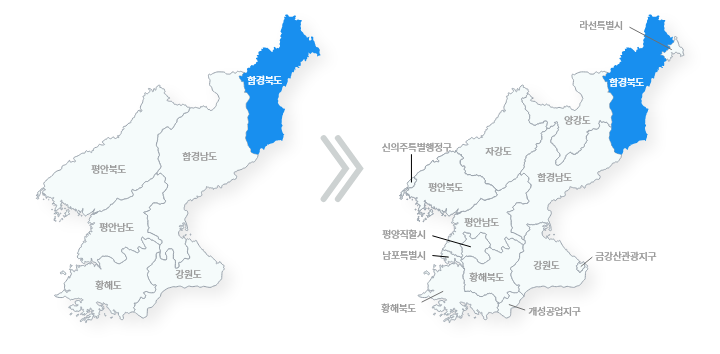 함경북도
함경남도
평안북도
평안남도
강원도
황해도
라선특별시
함경북도
양강도
신의주특별행정구
자강도
함경남도
평안북도
평안남도
평양직할시
남포특별시
금강산관광지구
강원도
황해북도
황해북도
개성공업지구